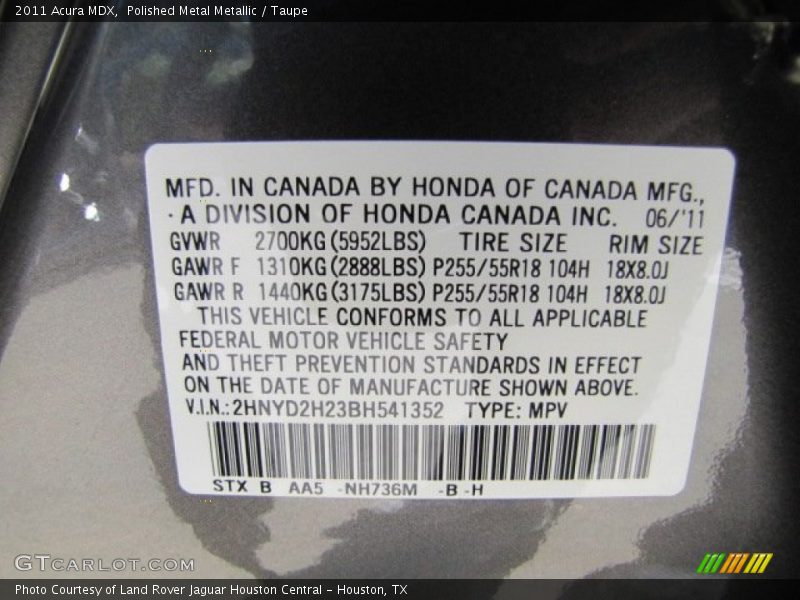 2011 Acura MDX, Polished Metal Metallic / Taupe
MFD. IN CANADA BY HONDA OF CANADA MFG.,
A DIVISION OF HONDA CANADA INC. 06/'11
GVWR 2700KG (5952LBS) TIRE SIZE RIM SIZE
GAWR F 1310KG (2888LBS) P255/55R18 104H 18X8.0J
GAWR R 1440KG (3175LBS) P255/55R18 104H 18X8.0J
THIS VEHICLE CONFORMS TO ALL APPLICABLE
FEDERAL MOTOR VEHICLE SAFETY
AND THEFT PREVENTION STANDARDS IN EFFECT
ON THE DATE OF MANUFACTURE SHOWN ABOVE.
V.I.N.: 2HNYD2H23BH541352 TYPE: MPV
STX B AA5 -NH736M -B -H
GTCARLOT.COM
Photo Courtesy of Land Rover Jaguar Houston Central - Houston, TX